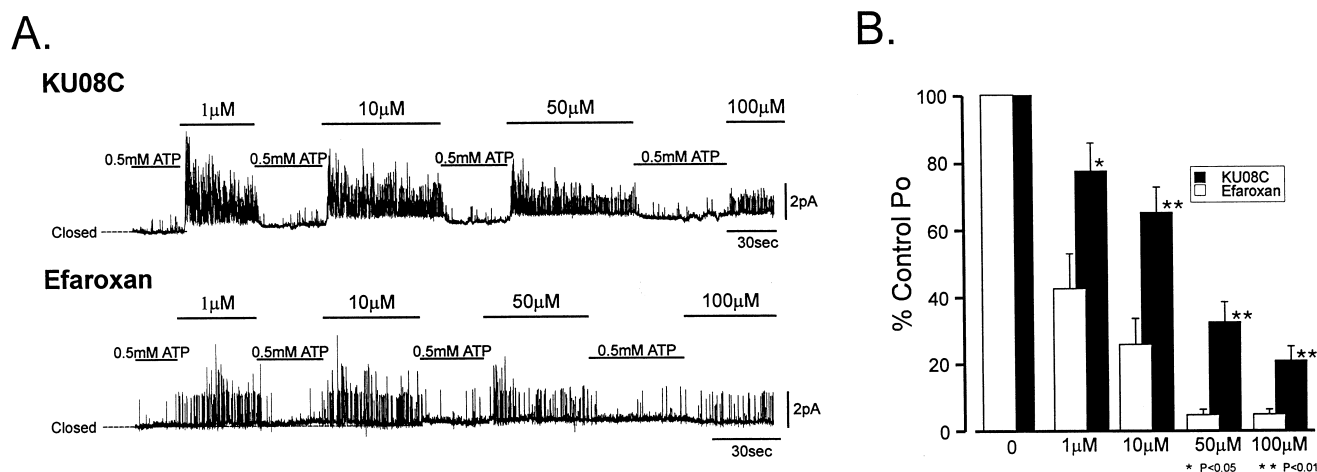 A.
KU08C
1µM 10µM 50µM 100µM
0.5mM ATP 0.5mM ATP 0.5mM ATP 0.5mM ATP
2pA
Closed
30sec
Efaroxan
1µM 10µM 50µM 100µM
0.5mM ATP 0.5mM ATP 0.5mM ATP 0.5mM ATP
2pA
Closed
30sec
B.
% Control Po
100
80
60
40
20
0
* ** ** **
KU08C
Efaroxan
0 1µM 10µM 50µM 100µM
* P<0.05 ** P<0.01